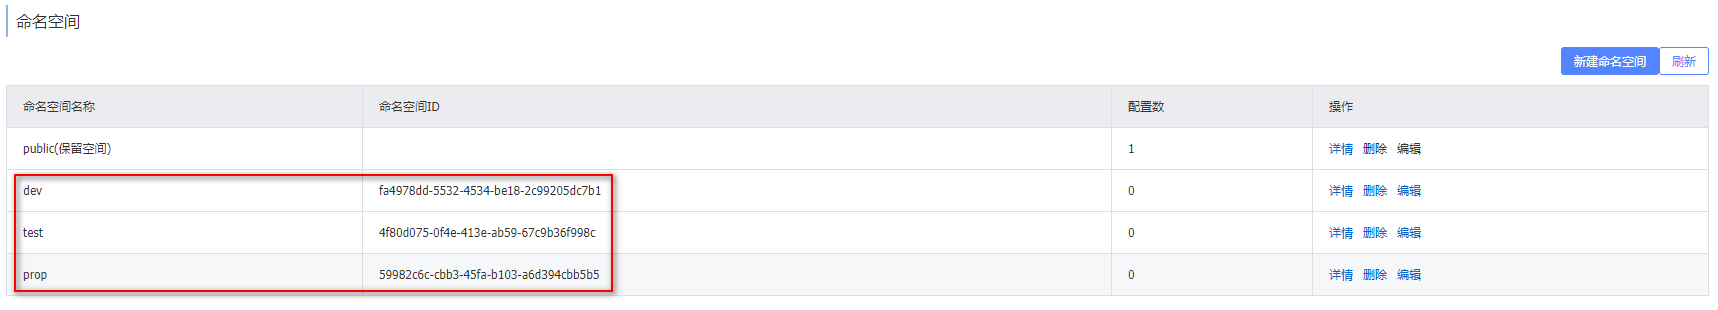 命名空间
新建命名空间 刷新
命名空间名称 命名空间ID 配置数 操作
public(保留空间) 1 详情 删除 编辑
dev fa4978dd-5532-4534-be18-2c99205dc7b1 0 详情 删除 编辑
test 4f80d075-0f4e-413e-ab59-67c9b36f998c 0 详情 删除 编辑
prop 59982c6c-cbb3-45fa-b103-a6d394cbb5b5 0 详情 删除 编辑